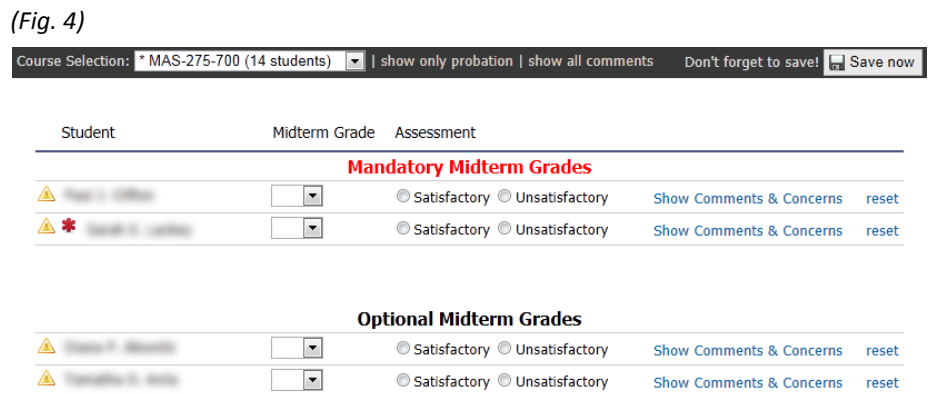 (Fig. 4)
Course Selection: * MAS-275-700 (14 students) | show only probation | show all comments Don't forget to save! Save now
Student Midterm Grade Assessment
Mandatory Midterm Grades
Satisfactory Unsatisfactory Show Comments & Concerns reset
* Satisfactory Unsatisfactory Show Comments & Concerns reset
Optional Midterm Grades
Satisfactory Unsatisfactory Show Comments & Concerns reset
Satisfactory Unsatisfactory Show Comments & Concerns reset